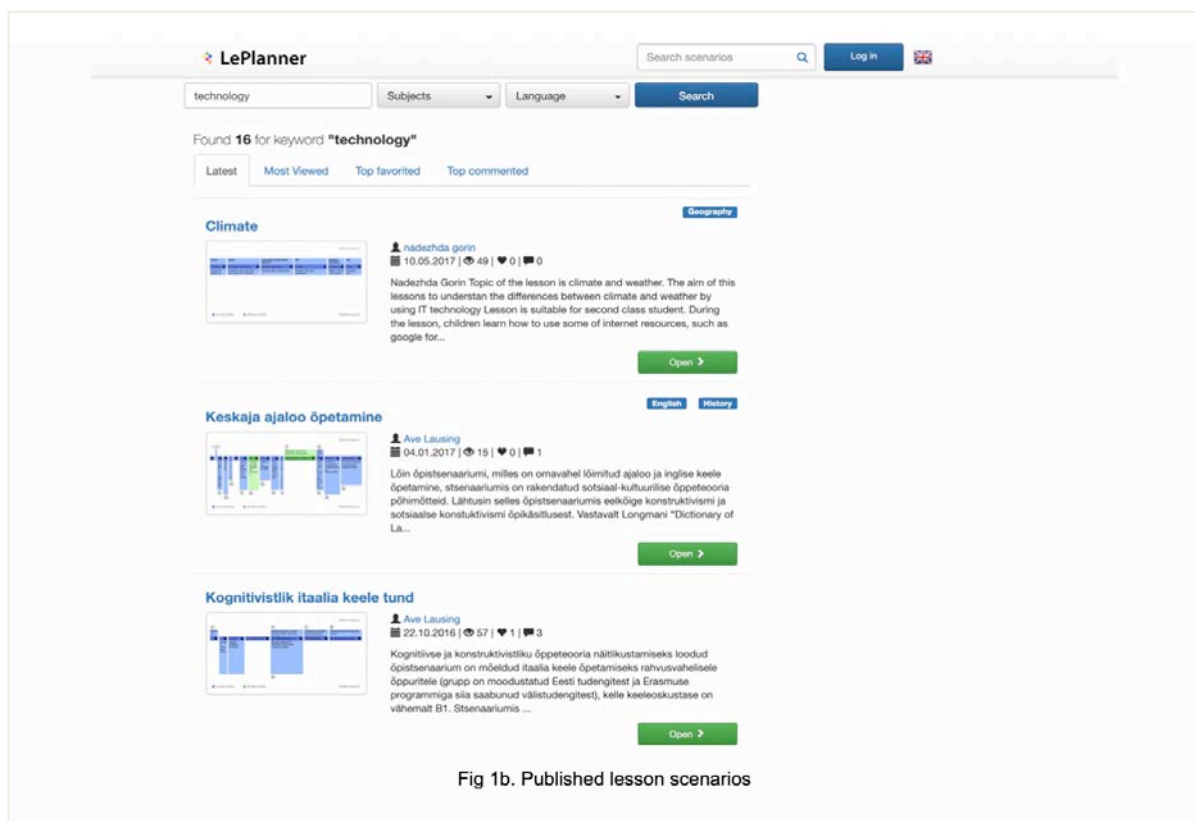 LePlanner
Search scenarios
Log in
technology
Subjects
Language
Search
Found 16 for keyword "technology"
Latest
Most Viewed
Top favorited
Top commented
Geography
Climate
nadezhda gorin
10.05.2017 | 49 | 0 | 0
Nadezhda Gorin Topic of the lesson is climate and weather. The aim of this
lessons to understan the differences between climate and weather by
using IT technology Lesson is suitable for second class student. During
the lesson, children learn how to use some of internet resources, such as
google for...
Open
English
History
Keskaja ajaloo õpetamine
Ave Lausing
04.01.2017 | 15 | 0 | 1
Lõin õpistsenaariumi, milles on omavahel lõimitud ajaloo ja inglise keele
õpetamine, stsenaariumis on rakendatud sotsiaal-kultuurilise õppeteooria
põhimõtteid. Lähtusin selles õpistsenaariumis eelkõige konstruktivismi ja
sotsiaalse konstuktivismi õpikäsitlusest. Vastavalt Longmani "Dictionary of
La...
Open
Kognitivistlik itaalia keele tund
Ave Lausing
22.10.2016 | 57 | 1 | 3
Kognitiivse ja konstruktivistliku õppeteooria näitlikustamiseks loodud
õpistsenaarium on mõeldud itaalia keele õpetamiseks rahvusvahelisele
õppuritele (grupp on moodustatud Eesti tudengitest ja Erasmuse
programmiga siia saabunud välistudengitest), kelle keeleoskustase on
vähemalt B1. Stsenaariumis ...
Open
Fig 1b. Published lesson scenarios